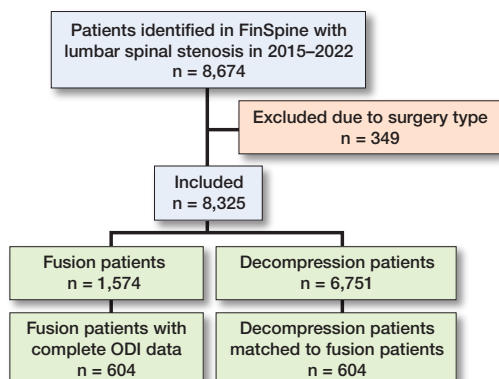 Patients identified in FinSpine with
lumbar spinal stenosis in 2015–2022
n = 8,674
Excluded due to surgery type
n = 349
Included
n = 8,325
Fusion patients
n = 1,574
Decompression patients
n = 6,751
Fusion patients with
complete ODI data
n = 604
Decompression patients
matched to fusion patients
n = 604